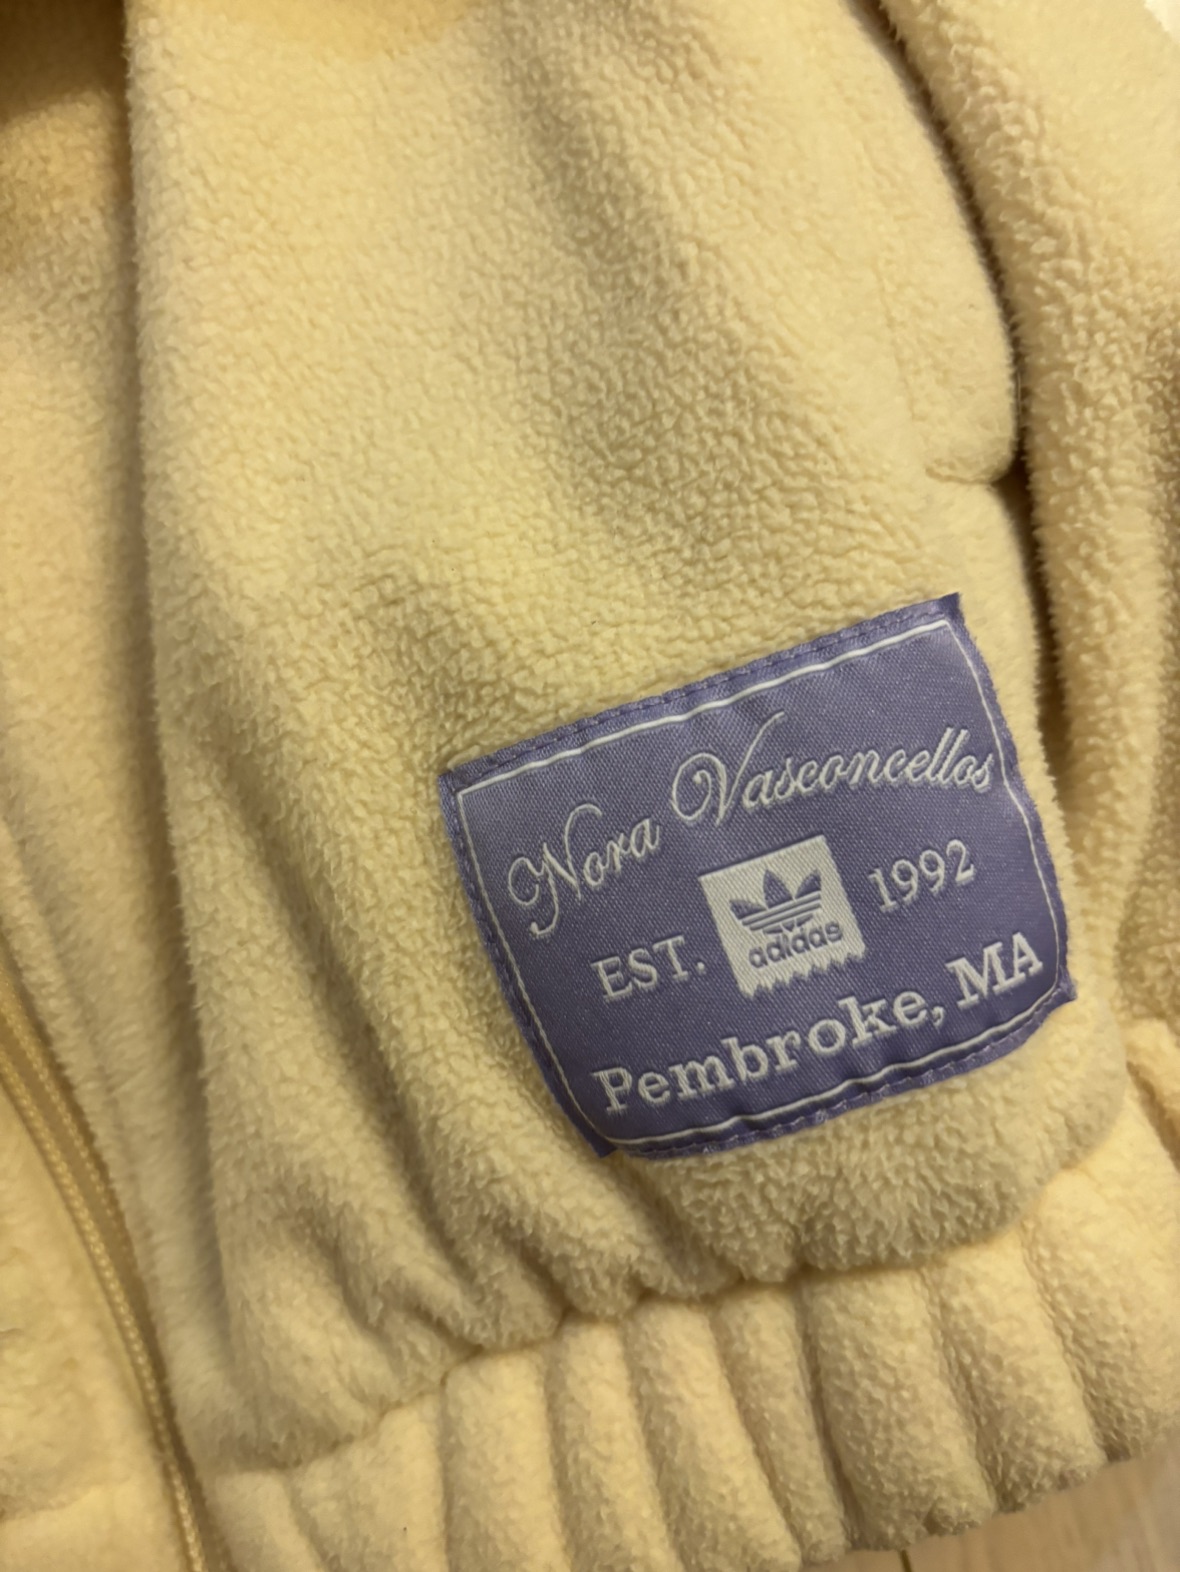 Nora Vasconcellos
EST. adidas 1992
Pembroke, MA